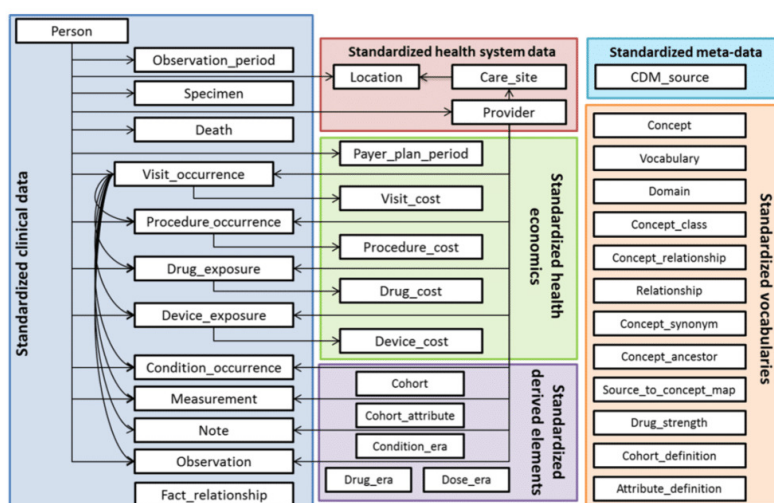 Person
Standardized clinical data
Observation_period
Specimen
Death
Visit_occurrence
Procedure_occurrence
Drug_exposure
Device_exposure
Condition_occurrence
Measurement
Note
Observation
Fact_relationship
Standardized health system data
Location
Care_site
Provider
Standardized health
economics
Payer_plan_period
Visit_cost
Procedure_cost
Drug_cost
Device_cost
Standardized
derived elements
Cohort
Cohort_attribute
Condition_era
Drug_era
Dose_era
Standardized meta-data
CDM_source
Standardized vocabularies
Concept
Vocabulary
Domain
Concept_class
Concept_relationship
Relationship
Concept_synonym
Concept_ancestor
Source_to_concept_map
Drug_strength
Cohort_definition
Attribute_definition